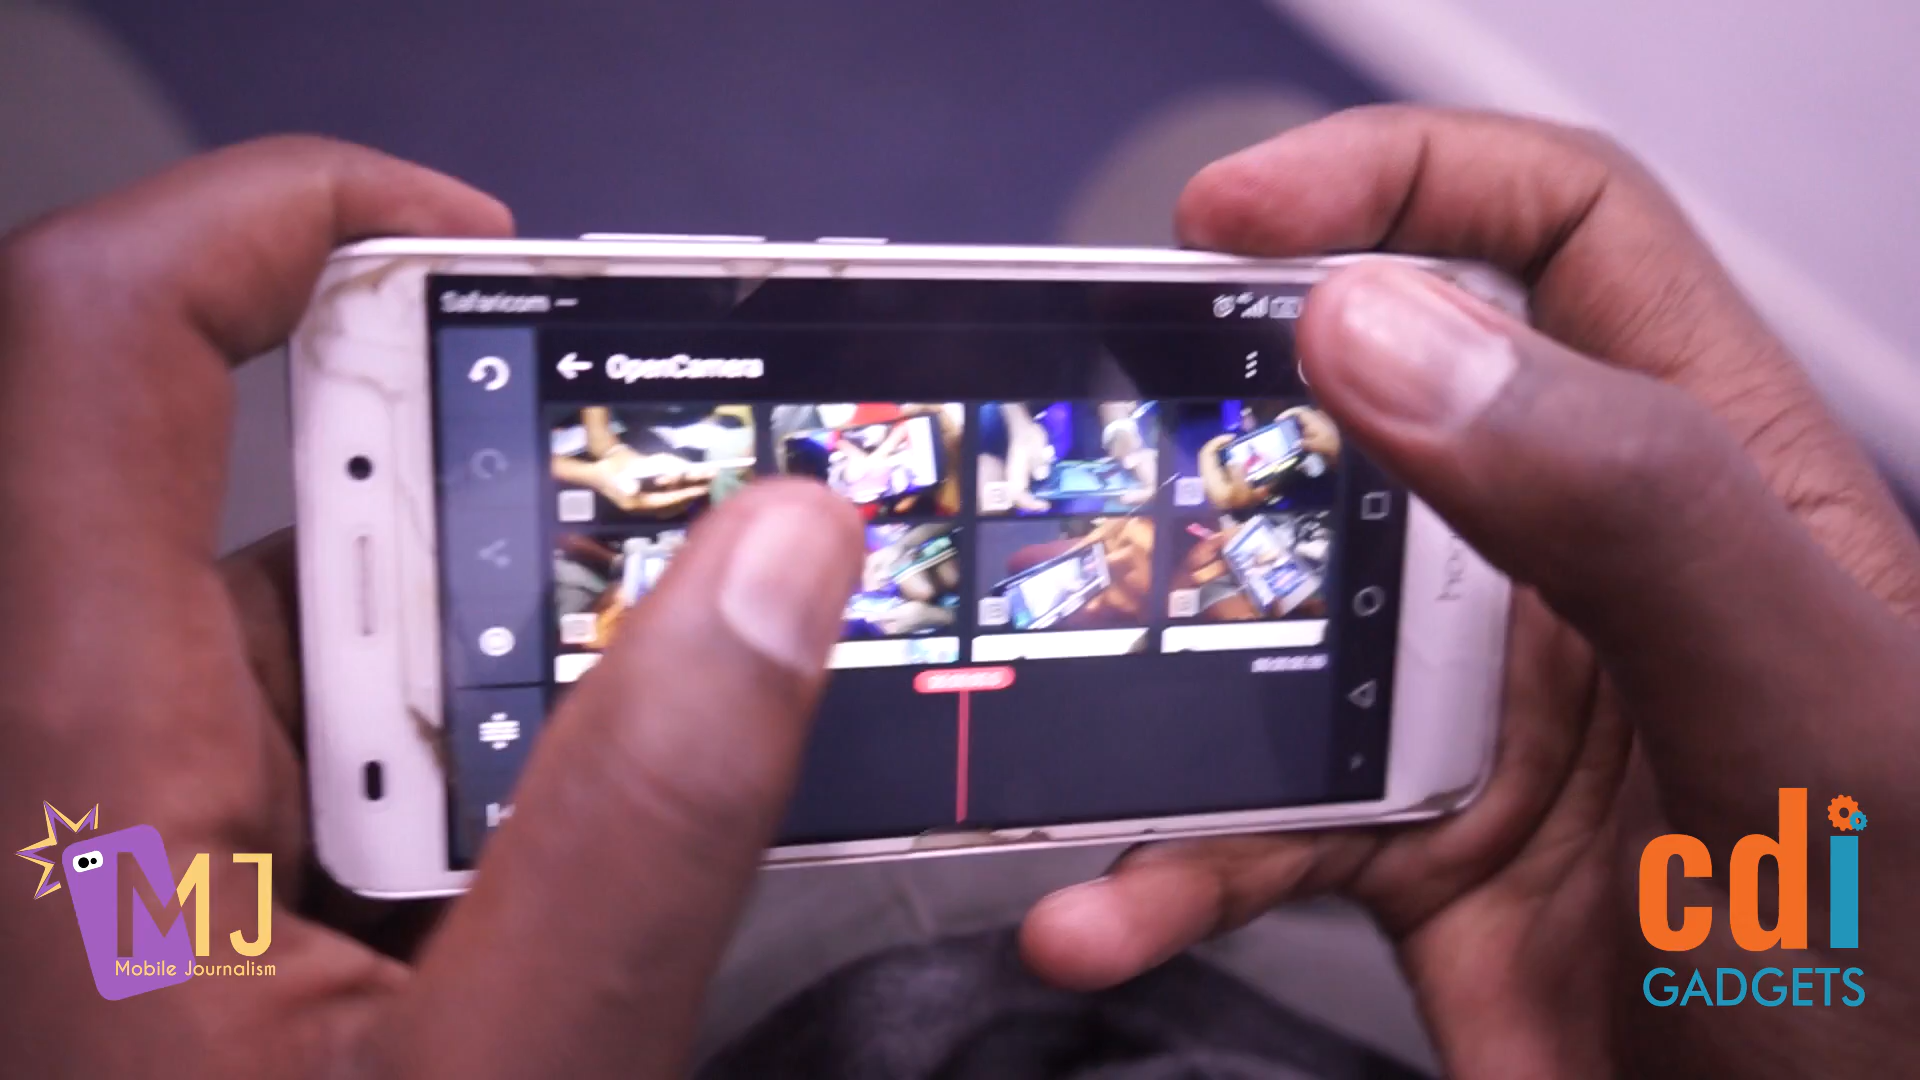 Safaricom
OpenCamera
MJ
Mobile Journalism
cdi
GADGETS